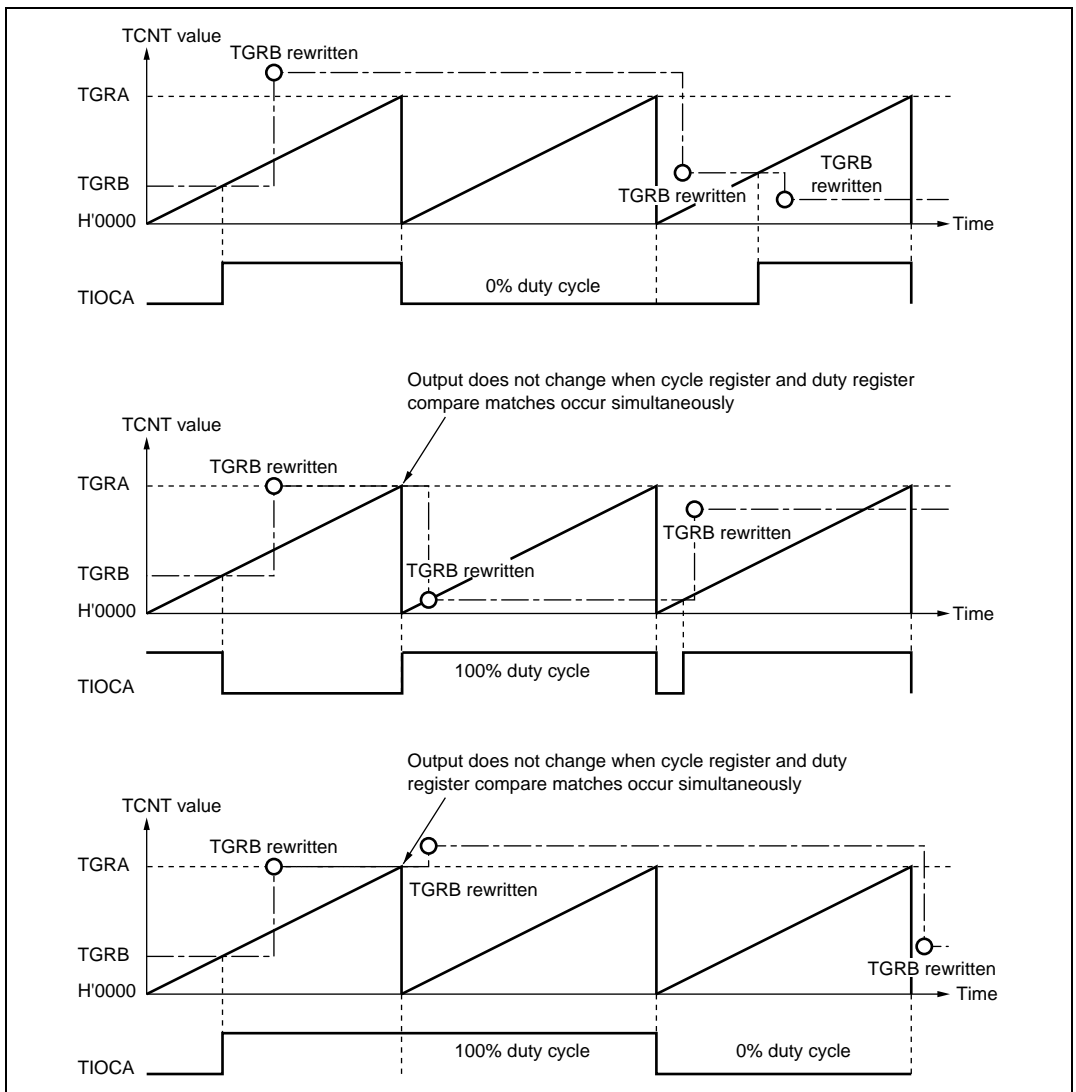 TCNT value
TGRB rewritten
TGRA
TGRB
rewritten
TGRB
TGRB rewritten
H'0000
Time
0% duty cycle
TIOCA
Output does not change when cycle register and duty register
compare matches occur simultaneously
TCNT value
TGRB rewritten
TGRA
TGRB rewritten
TGRB
TGRB rewritten
H'0000
Time
100% duty cycle
TIOCA
Output does not change when cycle register and duty
register compare matches occur simultaneously
TCNT value
TGRB rewritten
TGRA
TGRB rewritten
TGRB
TGRB rewritten
H'0000
Time
100% duty cycle
0% duty cycle
TIOCA